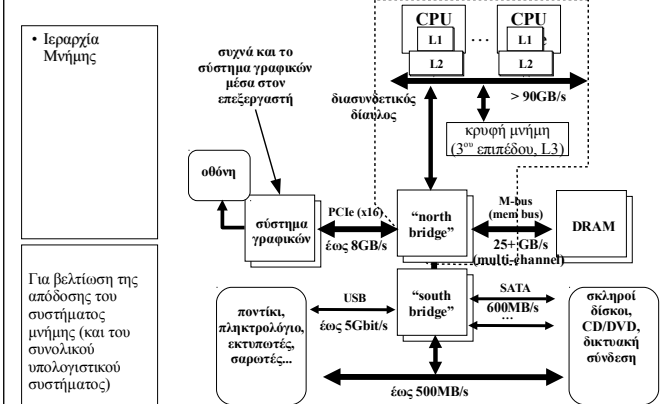 • Ιεραρχία
Μνήμης
Για βελτίωση της
απόδοσης του
συστήματος
μνήμης (και του
συνολικού
υπολογιστικού
συστήματος)
συχνά και το
σύστημα γραφικών
μέσα στον
επεξεργαστή
CPU
L1
L2
...
CPU
L1
L2
διασυνδετικός
δίαυλος
> 90GB/s
κρυφή μνήμη
(3ου επιπέδου, L3)
οθόνη
σύστημα
γραφικών
PCIe (x16)
έως 8GB/s
“north
bridge”
M-bus
(mem bus)
25+ GB/s
(multi-channel)
DRAM
ποντίκι,
πληκτρολόγιο,
εκτυπωτές,
σαρωτές...
USB
έως 5Gbit/s
“south
bridge”
SATA
600MB/s
...
σκληροί
δίσκοι,
CD/DVD,
δικτυακή
σύνδεση
έως 500MB/s